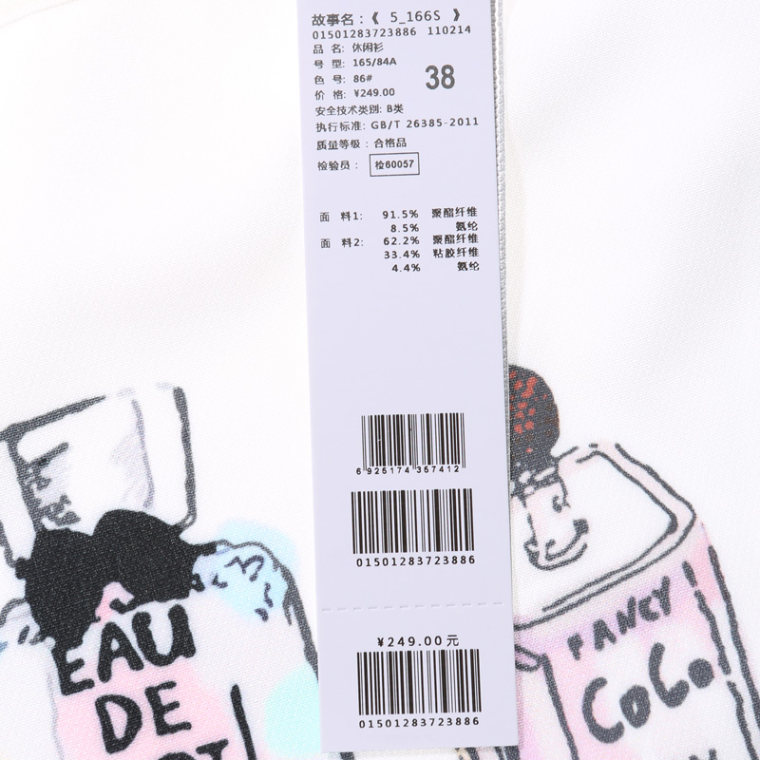 故事名：《 5_166S 》
01501283723886 110214
品 名: 休闲衫
号 型: 165/84A
色 号: 86#
价 格: ¥249.00
38
安全技术类别: B类
执行标准: GB/T 26385-2011
质量等级：合格品
检验员： 检60057
面 料1: 91.5% 聚酯纤维
8.5% 氨纶
面 料2: 62.2% 聚酯纤维
33.4% 粘胶纤维
4.4% 氨纶
6 926174 367412
01501283723886
¥249.00元
01501283723886
EAU
DE
FANCY
COCO